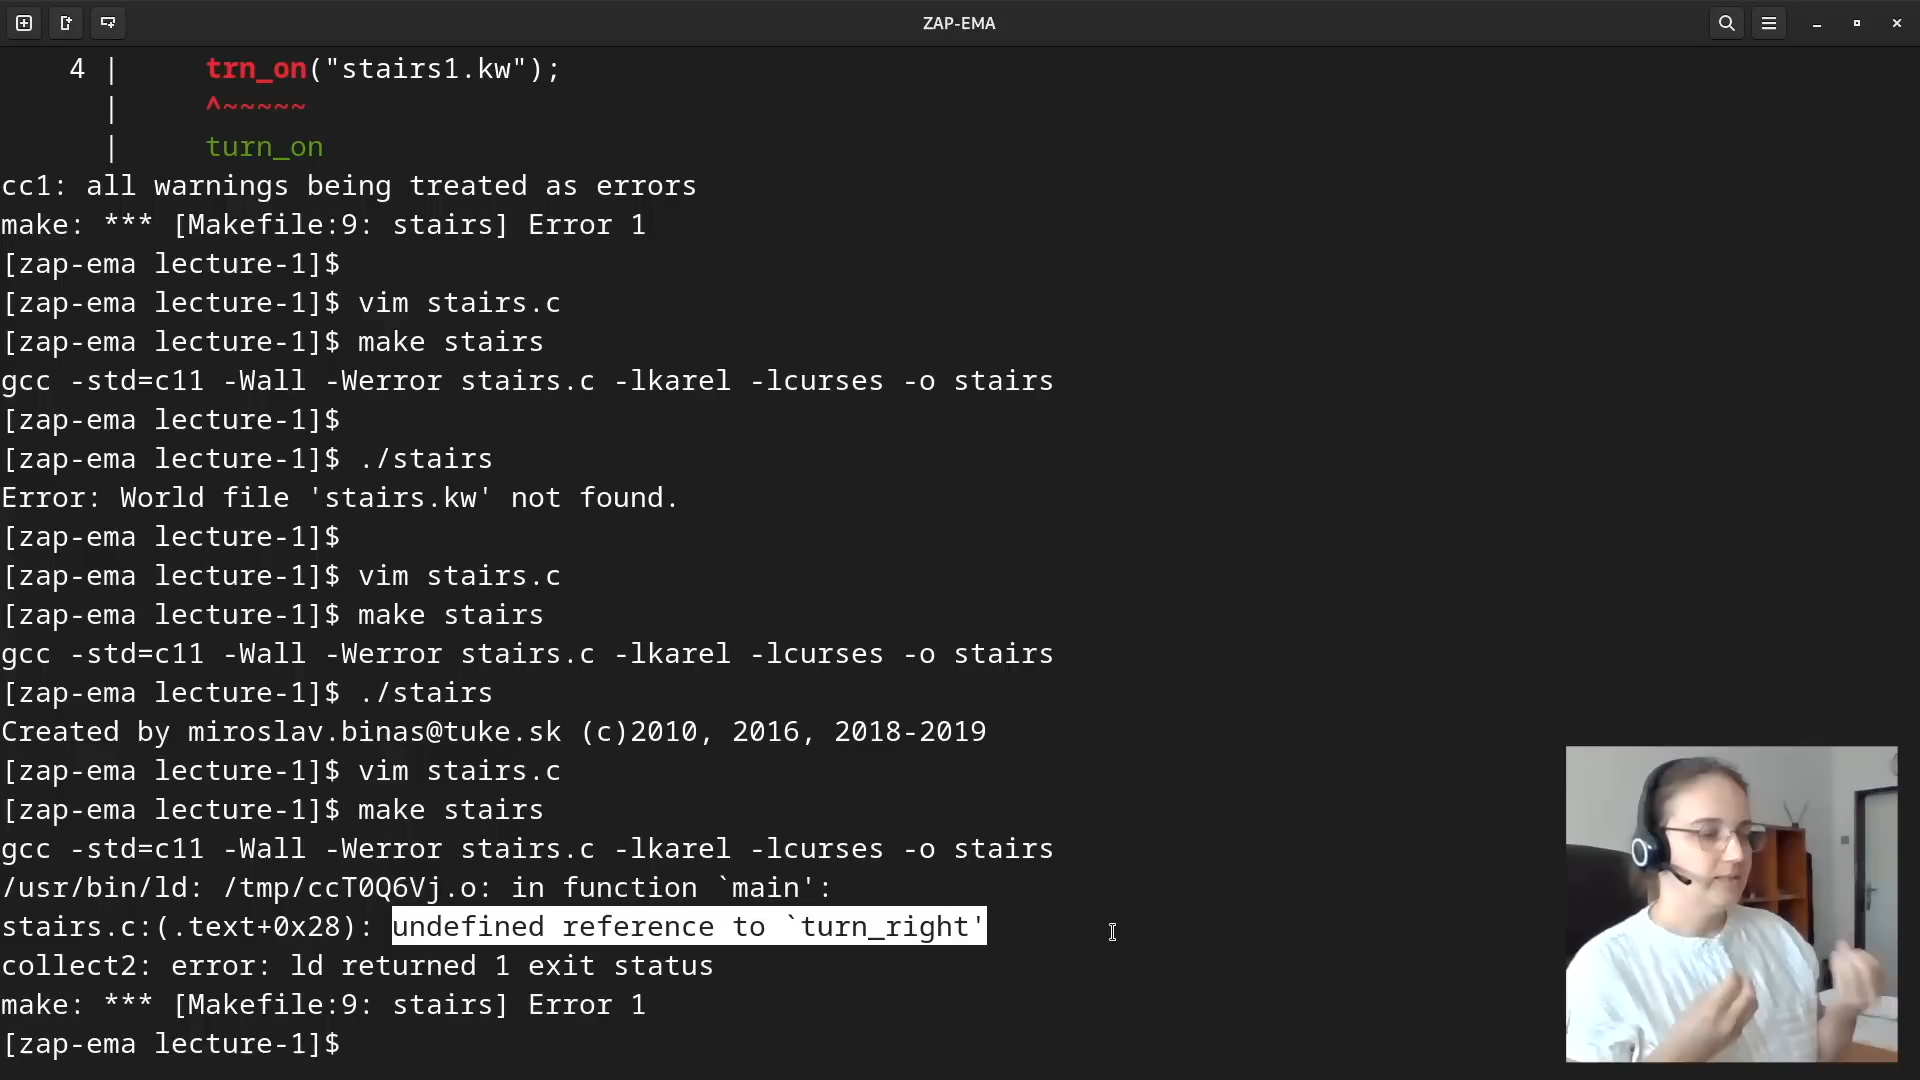 ZAP-EMA
4 |     trn_on("stairs1.kw");
|     ^~~~~~
|     turn_on
cc1: all warnings being treated as errors
make: *** [Makefile:9: stairs] Error 1
[zap-ema lecture-1]$
[zap-ema lecture-1]$ vim stairs.c
[zap-ema lecture-1]$ make stairs
gcc -std=c11 -Wall -Werror stairs.c -lkarel -lcurses -o stairs
[zap-ema lecture-1]$
[zap-ema lecture-1]$ ./stairs
Error: World file 'stairs.kw' not found.
[zap-ema lecture-1]$
[zap-ema lecture-1]$ vim stairs.c
[zap-ema lecture-1]$ make stairs
gcc -std=c11 -Wall -Werror stairs.c -lkarel -lcurses -o stairs
[zap-ema lecture-1]$ ./stairs
Created by miroslav.binas@tuke.sk (c)2010, 2016, 2018-2019
[zap-ema lecture-1]$ vim stairs.c
[zap-ema lecture-1]$ make stairs
gcc -std=c11 -Wall -Werror stairs.c -lkarel -lcurses -o stairs
/usr/bin/ld: /tmp/ccT0Q6Vj.o: in function `main':
stairs.c:(.text+0x28): undefined reference to `turn_right'
collect2: error: ld returned 1 exit status
make: *** [Makefile:9: stairs] Error 1
[zap-ema lecture-1]$